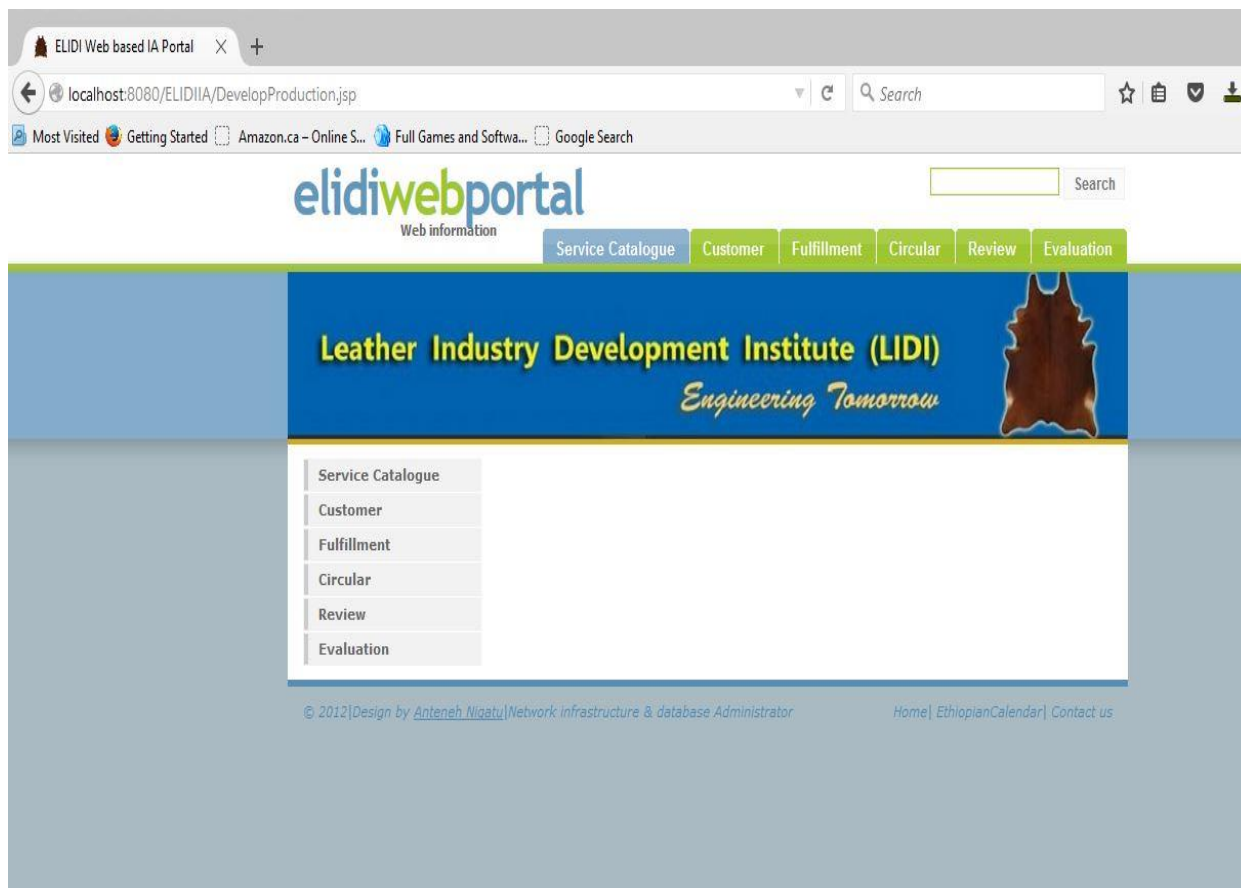 ELIDI Web based IA Portal
localhost:8080/ELIDIIA/DevelopProduction.jsp
Search
Most Visited Getting Started Amazon.ca – Online S... Full Games and Softwa... Google Search
elidiwebportal
Web information
Search
Service Catalogue Customer Fulfillment Circular Review Evaluation
Leather Industry Development Institute (LIDI)
Engineering Tomorrow
Service Catalogue
Customer
Fulfillment
Circular
Review
Evaluation
© 2012|Design by Anteneh Nigatu|Network infrastructure & database Administrator Home| EthiopianCalendar| Contact us